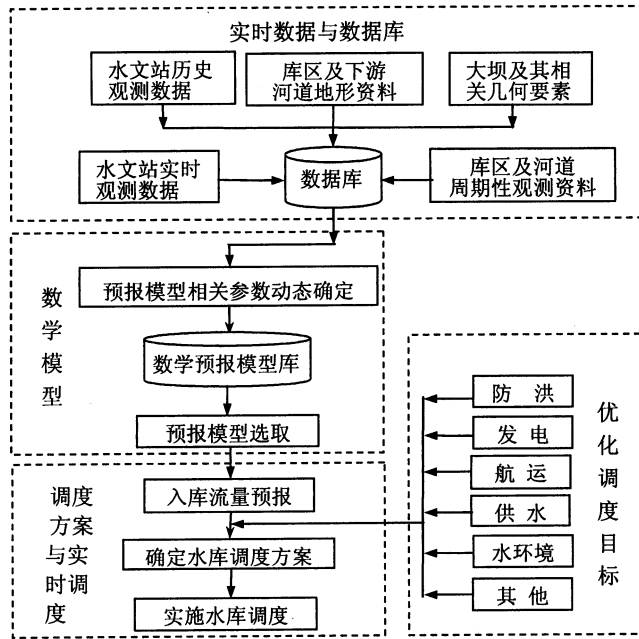 实时数据与数据库
水文站历史
观测数据
库区及下游
河道地形资料
大坝及其相
关几何要素
水文站实时
观测数据
数据库
库区及河道
周期性观测资料
数学模型
预报模型相关参数动态确定
数学预报模型库
预报模型选取
调度
方案
与实
时调
度
入库流量预报
确定水库调度方案
实施水库调度
防洪
发电
航运
供水
水环境
其他
优化调度目标